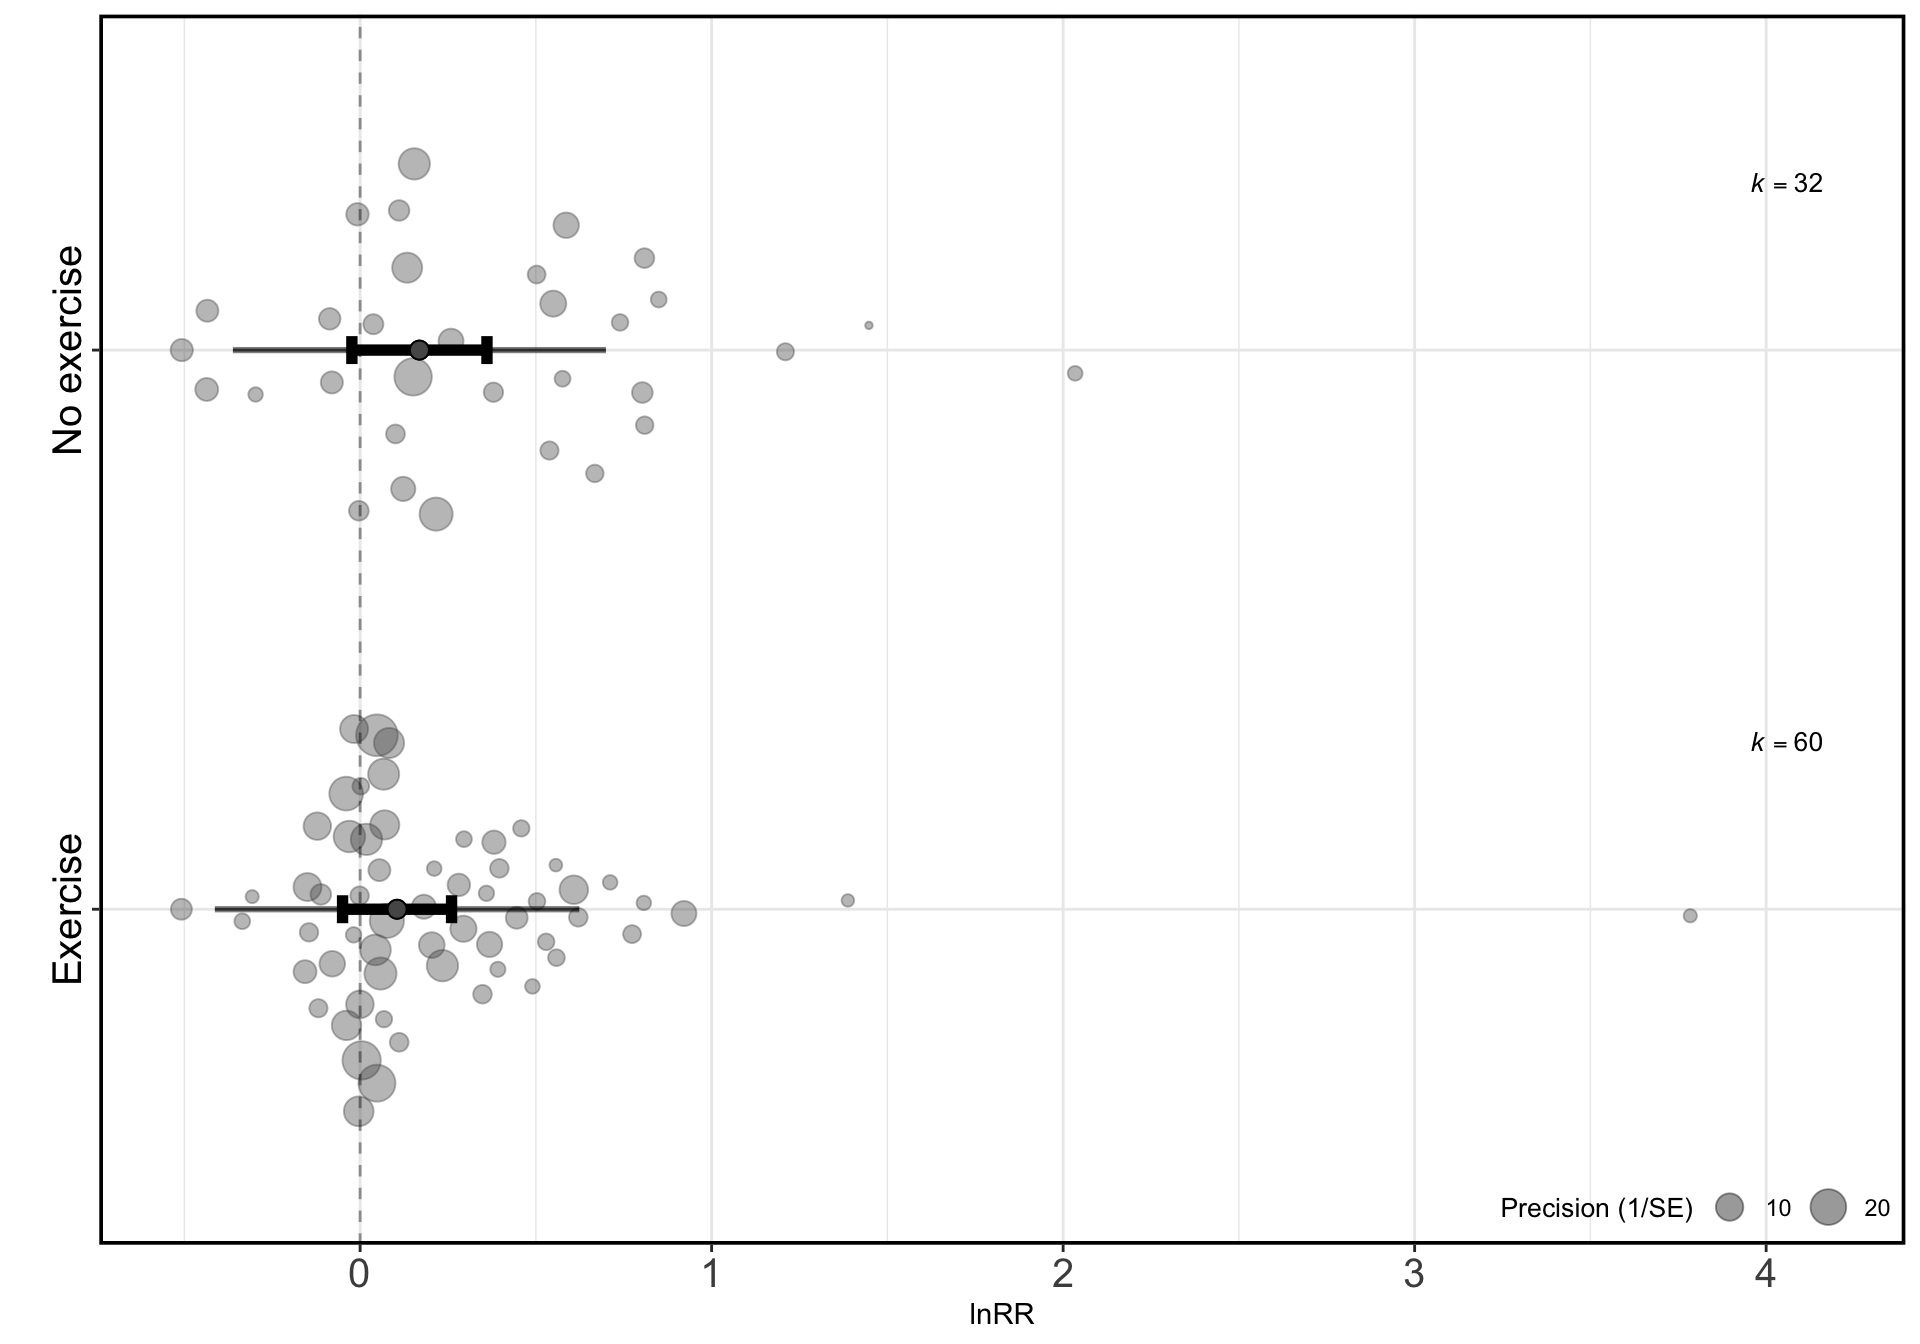 No exercise
k = 32
Exercise
k = 60
Precision (1/SE) 10 20
0 1 2 3 4
lnRR